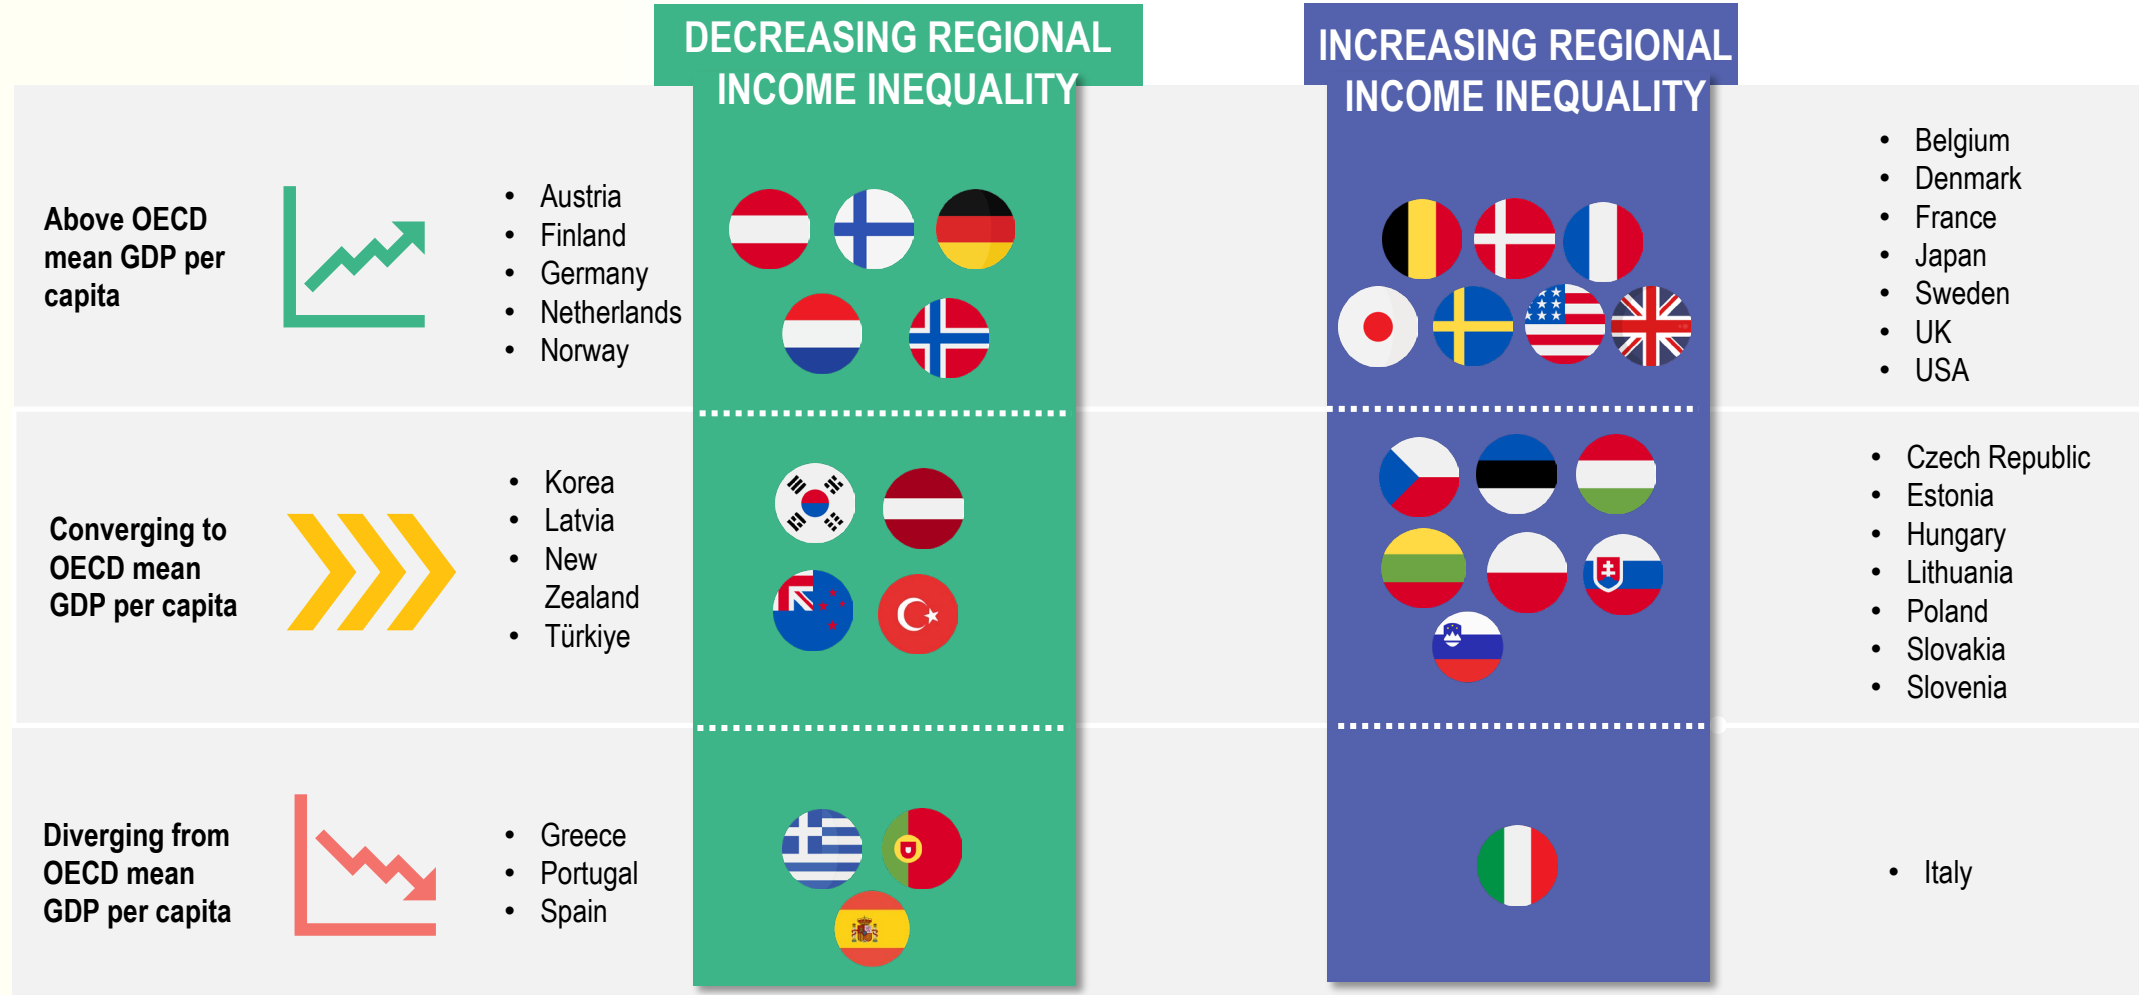 DECREASING REGIONAL
INCOME INEQUALITY
INCREASING REGIONAL
INCOME INEQUALITY
Above OECD
mean GDP per
capita
• Austria
• Finland
• Germany
• Netherlands
• Norway
• Belgium
• Denmark
• France
• Japan
• Sweden
• UK
• USA
Converging to
OECD mean
GDP per capita
• Korea
• Latvia
• New
Zealand
• Türkiye
• Czech Republic
• Estonia
• Hungary
• Lithuania
• Poland
• Slovakia
• Slovenia
Diverging from
OECD mean
GDP per capita
• Greece
• Portugal
• Spain
• Italy